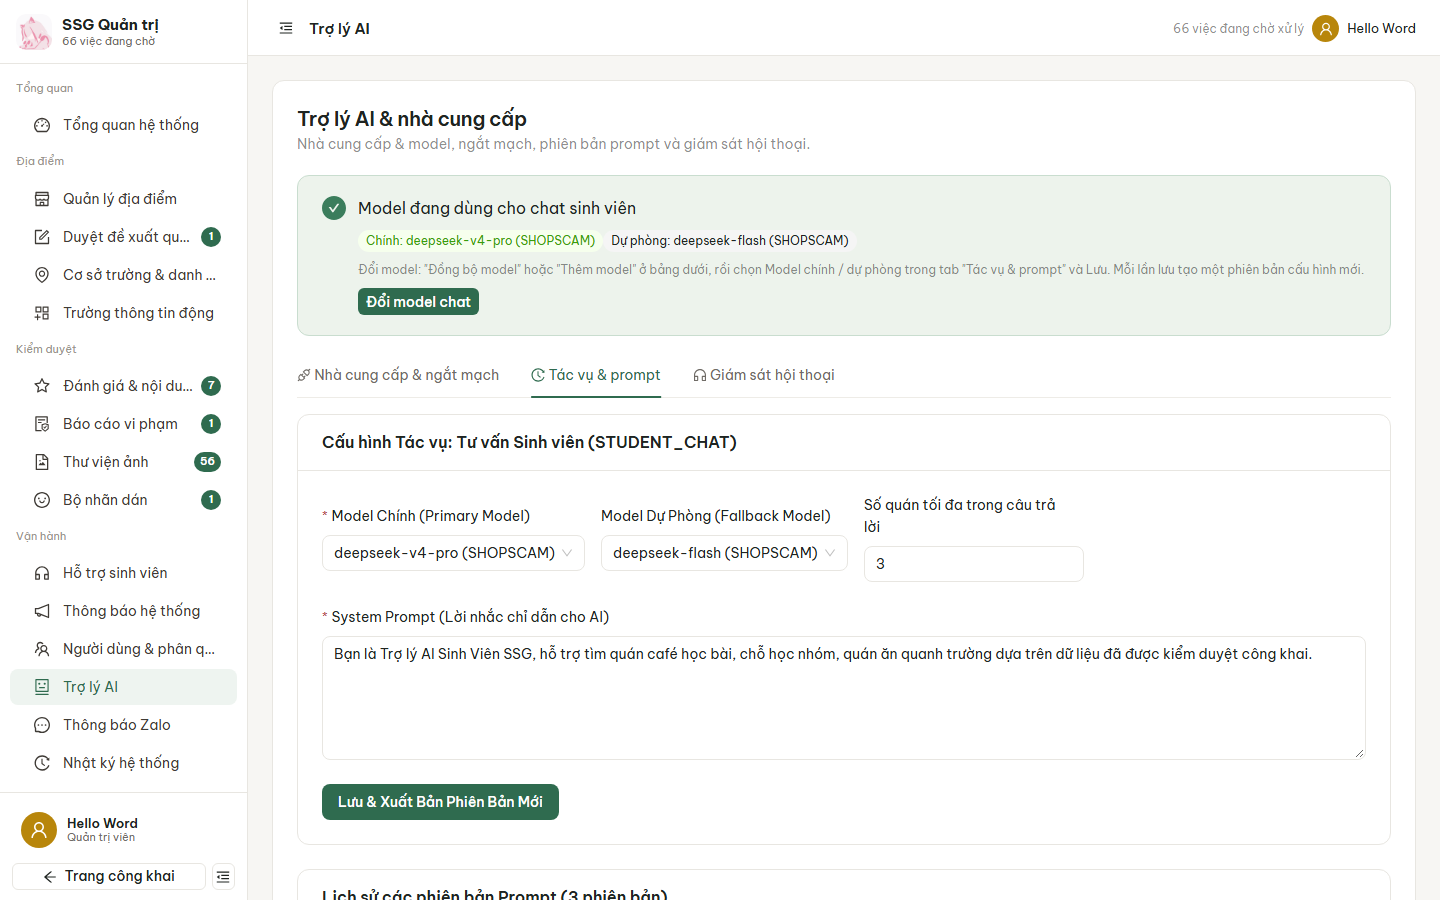 SSG Quản trị
66 việc đang chờ
Tổng quan
Tổng quan hệ thống
Địa điểm
Quản lý địa điểm
Duyệt đề xuất qu... 1
Cơ sở trường & danh ...
Trường thông tin động
Kiểm duyệt
Đánh giá & nội du... 7
Báo cáo vi phạm 1
Thư viện ảnh 56
Bộ nhãn dán 1
Vận hành
Hỗ trợ sinh viên
Thông báo hệ thống
Người dùng & phân q...
Trợ lý AI
Thông báo Zalo
Nhật ký hệ thống
Hello Word
Quản trị viên
Trang công khai
Trợ lý AI
66 việc đang chờ xử lý Hello Word
Trợ lý AI & nhà cung cấp
Nhà cung cấp & model, ngắt mạch, phiên bản prompt và giám sát hội thoại.
Model đang dùng cho chat sinh viên
Chính: deepseek-v4-pro (SHOPSCAM) Dự phòng: deepseek-flash (SHOPSCAM)
Đổi model: "Đồng bộ model" hoặc "Thêm model" ở bảng dưới, rồi chọn Model chính / dự phòng trong tab "Tác vụ & prompt" và Lưu. Mỗi lần lưu tạo một phiên bản cấu hình mới.
Đổi model chat
Nhà cung cấp & ngắt mạch Tác vụ & prompt Giám sát hội thoại
Cấu hình Tác vụ: Tư vấn Sinh viên (STUDENT_CHAT)
* Model Chính (Primary Model)
deepseek-v4-pro (SHOPSCAM)
Model Dự Phòng (Fallback Model)
deepseek-flash (SHOPSCAM)
Số quán tối đa trong câu trả
lời
3
* System Prompt (Lời nhắc chỉ dẫn cho AI)
Bạn là Trợ lý AI Sinh Viên SSG, hỗ trợ tìm quán café học bài, chỗ học nhóm, quán ăn quanh trường dựa trên dữ liệu đã được kiểm duyệt công khai.
Lưu & Xuất Bản Phiên Bản Mới
Lịch sử các phiên bản Prompt (3 phiên bản)